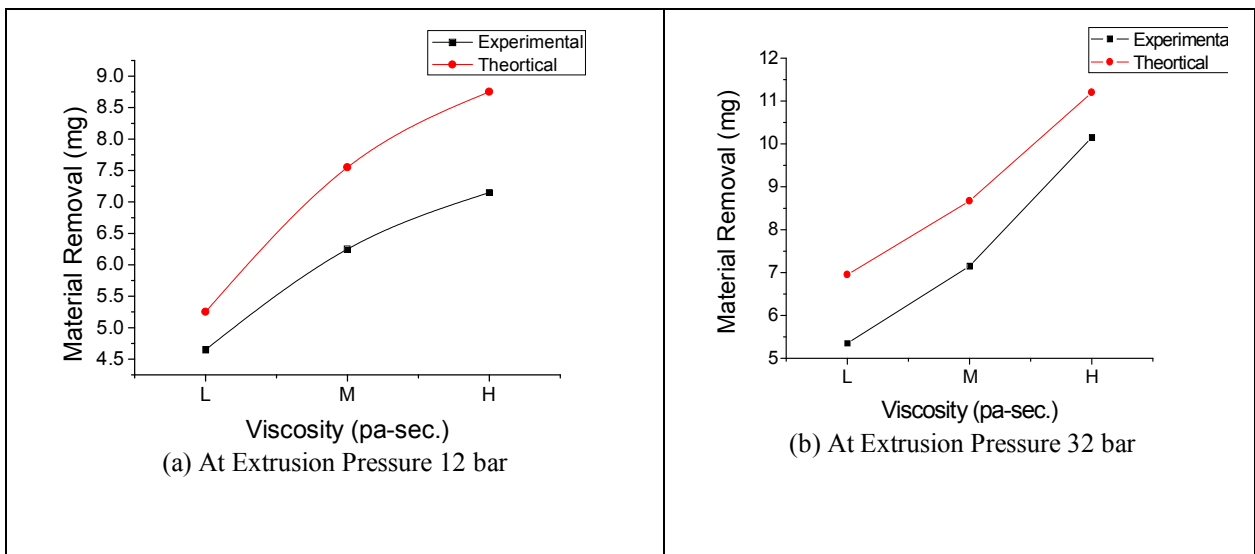 Experimental
Theortical
9.0
8.5
8.0
7.5
7.0
6.5
6.0
5.5
5.0
4.5
Material Removal (mg)
L M H
Viscosity (pa-sec.)
(a) At Extrusion Pressure 12 bar
Experimenta
Theortical
12
11
10
9
8
7
6
5
Material Removal (mg)
L M H
Viscosity (pa-sec.)
(b) At Extrusion Pressure 32 bar